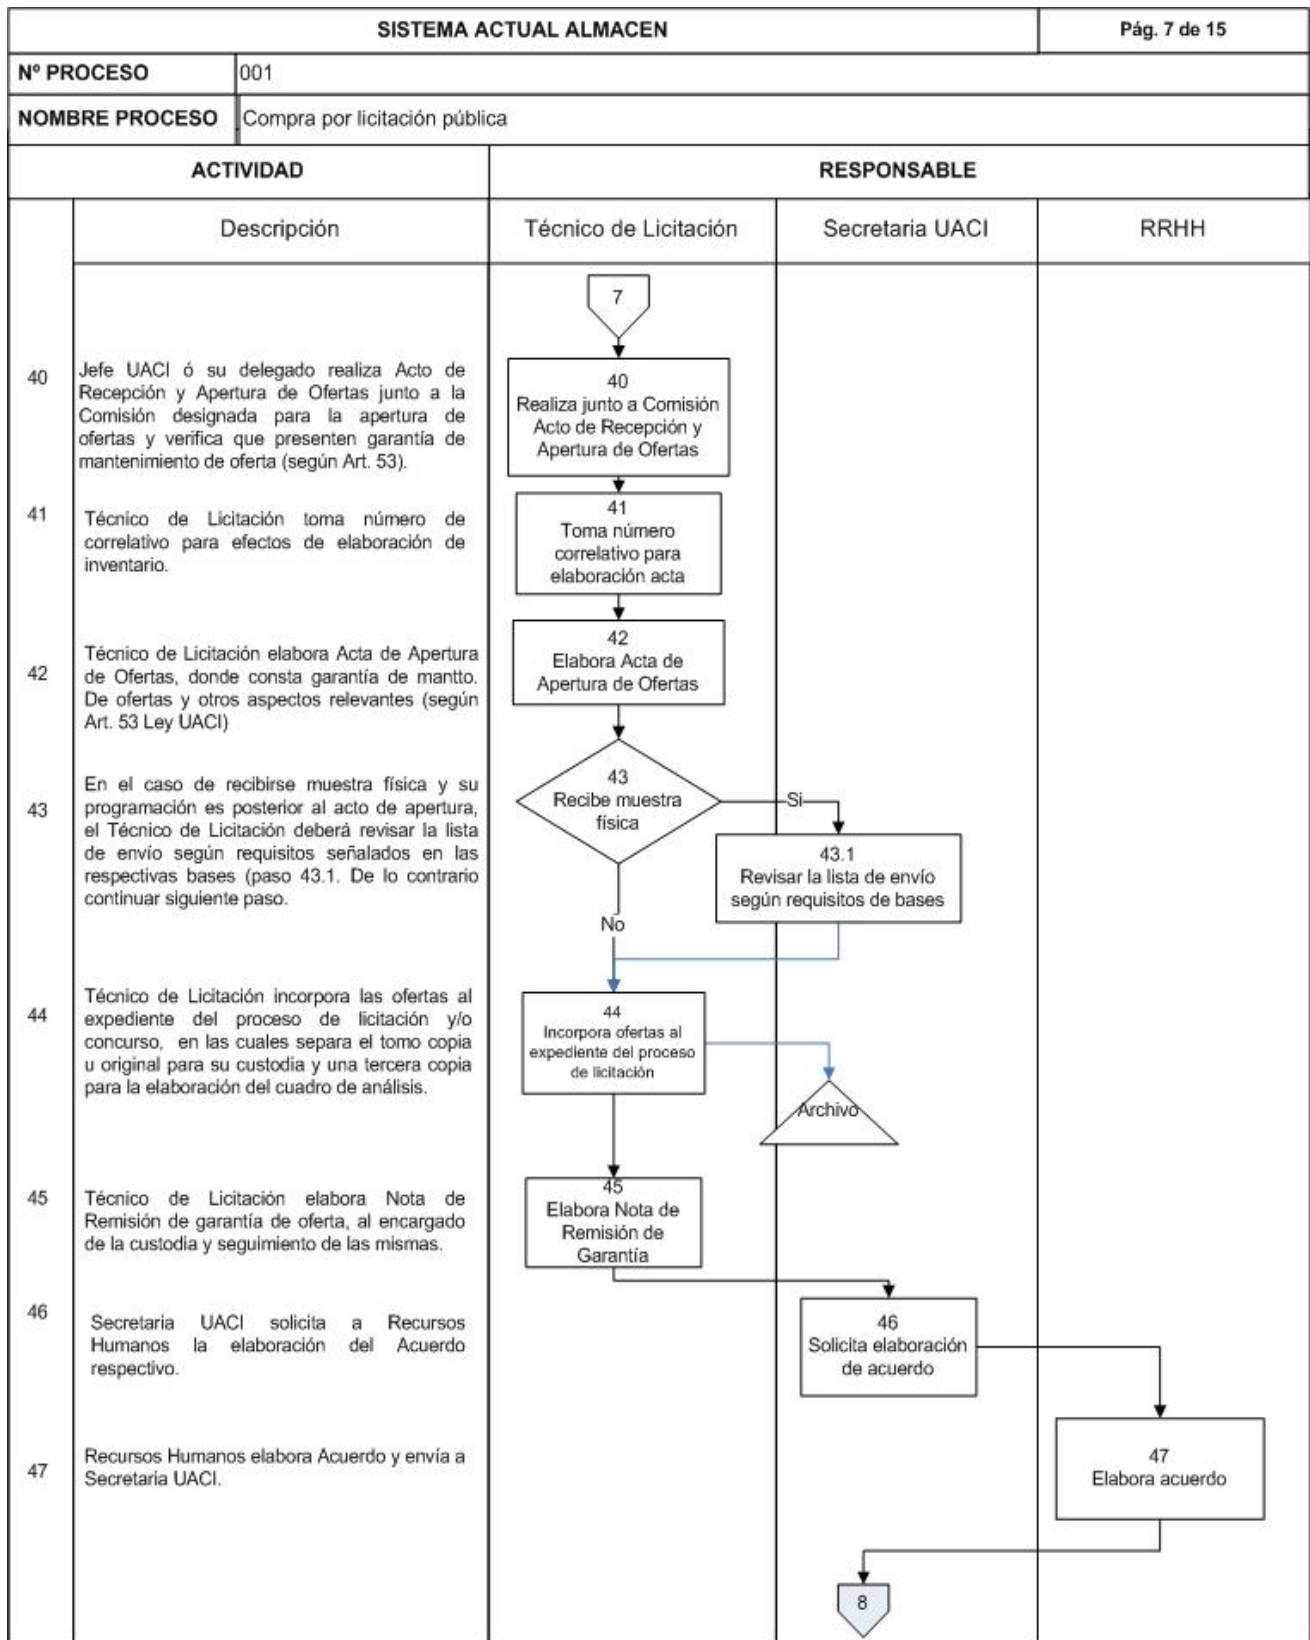 SISTEMA ACTUAL ALMACEN
Pág. 7 de 15
Nº PROCESO
001
NOMBRE PROCESO
Compra por licitación pública
ACTIVIDAD
RESPONSABLE
Descripción
Técnico de Licitación
Secretaria UACI
RRHH
7
40
Jefe UACI ó su delegado realiza Acto de
Recepción y Apertura de Ofertas junto a la
Comisión designada para la apertura de
ofertas y verifica que presenten garantía de
mantenimiento de oferta (según Art. 53).
40
Realiza junto a Comisión
Acto de Recepción y
Apertura de Ofertas
41
Técnico de Licitación toma número de
correlativo para efectos de elaboración de
inventario.
41
Toma número
correlativo para
elaboración acta
42
Técnico de Licitación elabora Acta de Apertura
de Ofertas, donde consta garantía de mantto.
De ofertas y otros aspectos relevantes (según
Art. 53 Ley UACI)
42
Elabora Acta de
Apertura de Ofertas
43
En el caso de recibirse muestra física y su
programación es posterior al acto de apertura,
el Técnico de Licitación deberá revisar la lista
de envío según requisitos señalados en las
respectivas bases (paso 43.1. De lo contrario
continuar siguiente paso.
43
Recibe muestra
física
Si
43.1
Revisar la lista de envío
según requisitos de bases
No
44
Técnico de Licitación incorpora las ofertas al
expediente del proceso de licitación y/o
concurso, en las cuales separa el tomo copia
u original para su custodia y una tercera copia
para la elaboración del cuadro de análisis.
44
Incorpora ofertas al
expediente del proceso
de licitación
Archivo
45
Técnico de Licitación elabora Nota de
Remisión de garantía de oferta, al encargado
de la custodia y seguimiento de las mismas.
45
Elabora Nota de
Remisión de
Garantía
46
Secretaria UACI solicita a Recursos
Humanos la elaboración del Acuerdo
respectivo.
46
Solicita elaboración
de acuerdo
47
Recursos Humanos elabora Acuerdo y envía a
Secretaria UACI.
47
Elabora acuerdo
8